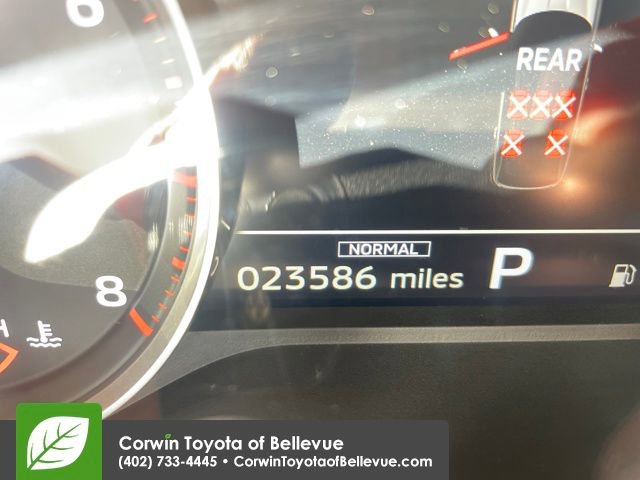 6
REAR
NORMAL
023586 miles P
8
H
Corwin Toyota of Bellevue
(402) 733-4445 • CorwinToyotaofBellevue.com